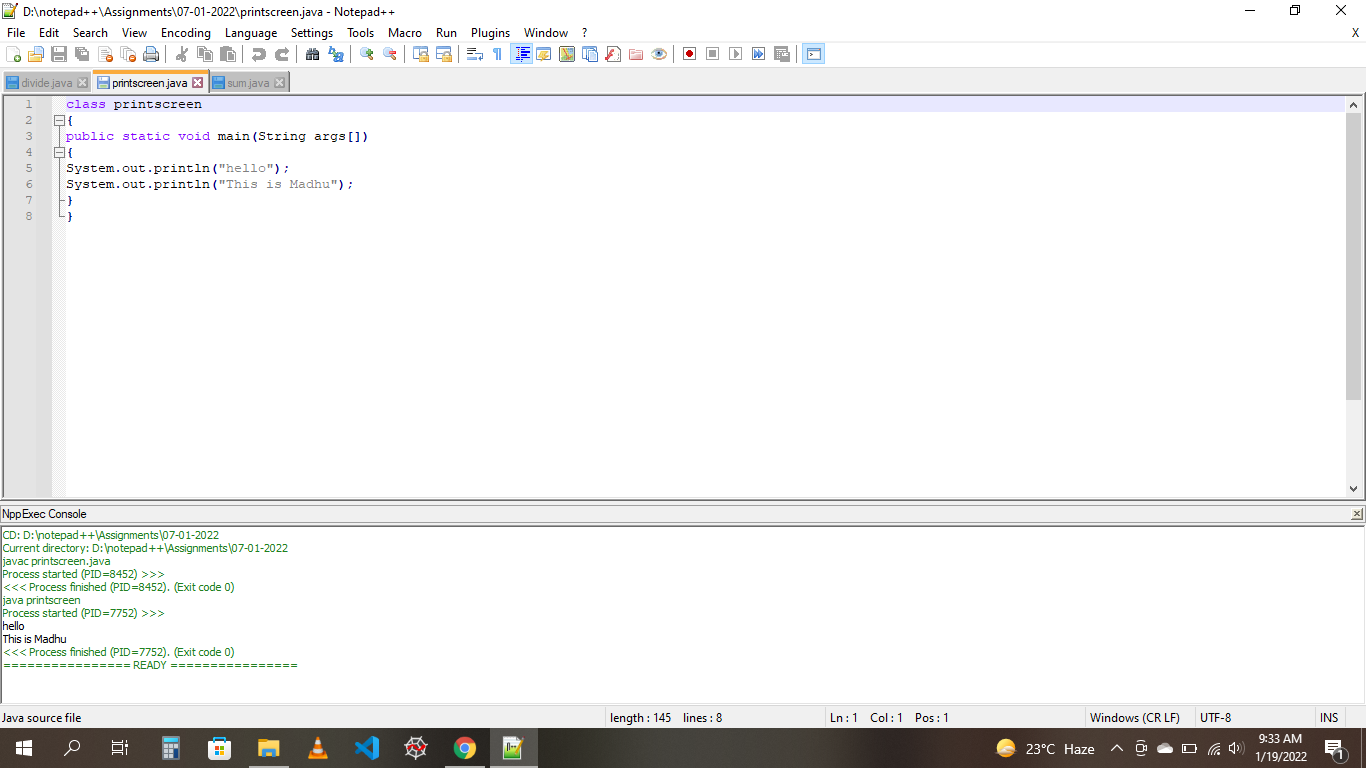 D:\notepad++\Assignments\07-01-2022\printscreen.java - Notepad++
File Edit Search View Encoding Language Settings Tools Macro Run Plugins Window ? X
divide.java printscreen.java sum.java
1 class printscreen
2 {
3 public static void main(String args[])
4 {
5 System.out.println("hello");
6 System.out.println("This is Madhu");
7 }
8 }
NppExec Console
CD: D:\notepad++\Assignments\07-01-2022
Current directory: D:\notepad++\Assignments\07-01-2022
javac printscreen.java
Process started (PID=8452) >>>
<<< Process finished (PID=8452). (Exit code 0)
java printscreen
Process started (PID=7752) >>>
hello
This is Madhu
<<< Process finished (PID=7752). (Exit code 0)
================ READY ================
Java source file length : 145 lines : 8 Ln : 1 Col : 1 Pos : 1 Windows (CR LF) UTF-8 INS
23°C Haze 9:33 AM
1/19/2022 1